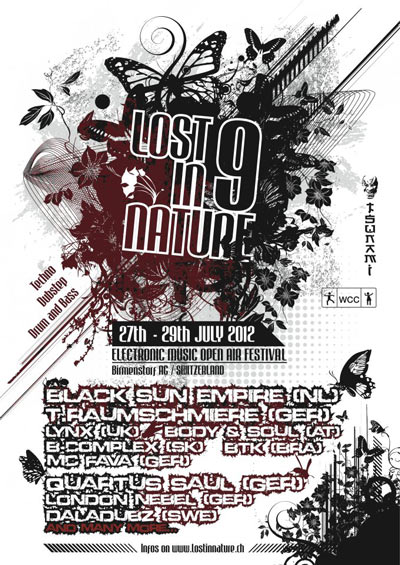 LOST
IN 9
NATURE
Techno
Dubstep
Drum and Bass
TSUNAMI
WCC
27th - 29th JULY 2012
ELECTRONIC MUSIC OPEN AIR FESTIVAL
Birmenstorf AG / SWITZERLAND
BLACK SUN EMPIRE (NL)
T.RAUMSCHMIERE (GER)
LYNX (UK) BODY & SOUL (AT)
B-COMPLEX (SK) BTK (BRA)
MC FAVA (GER)
QUARTUS SAUL (GER)
LONDON NEBEL (GER)
DALADUBZ (SWE)
AND MANY MORE...
Infos on www.lostinnature.ch